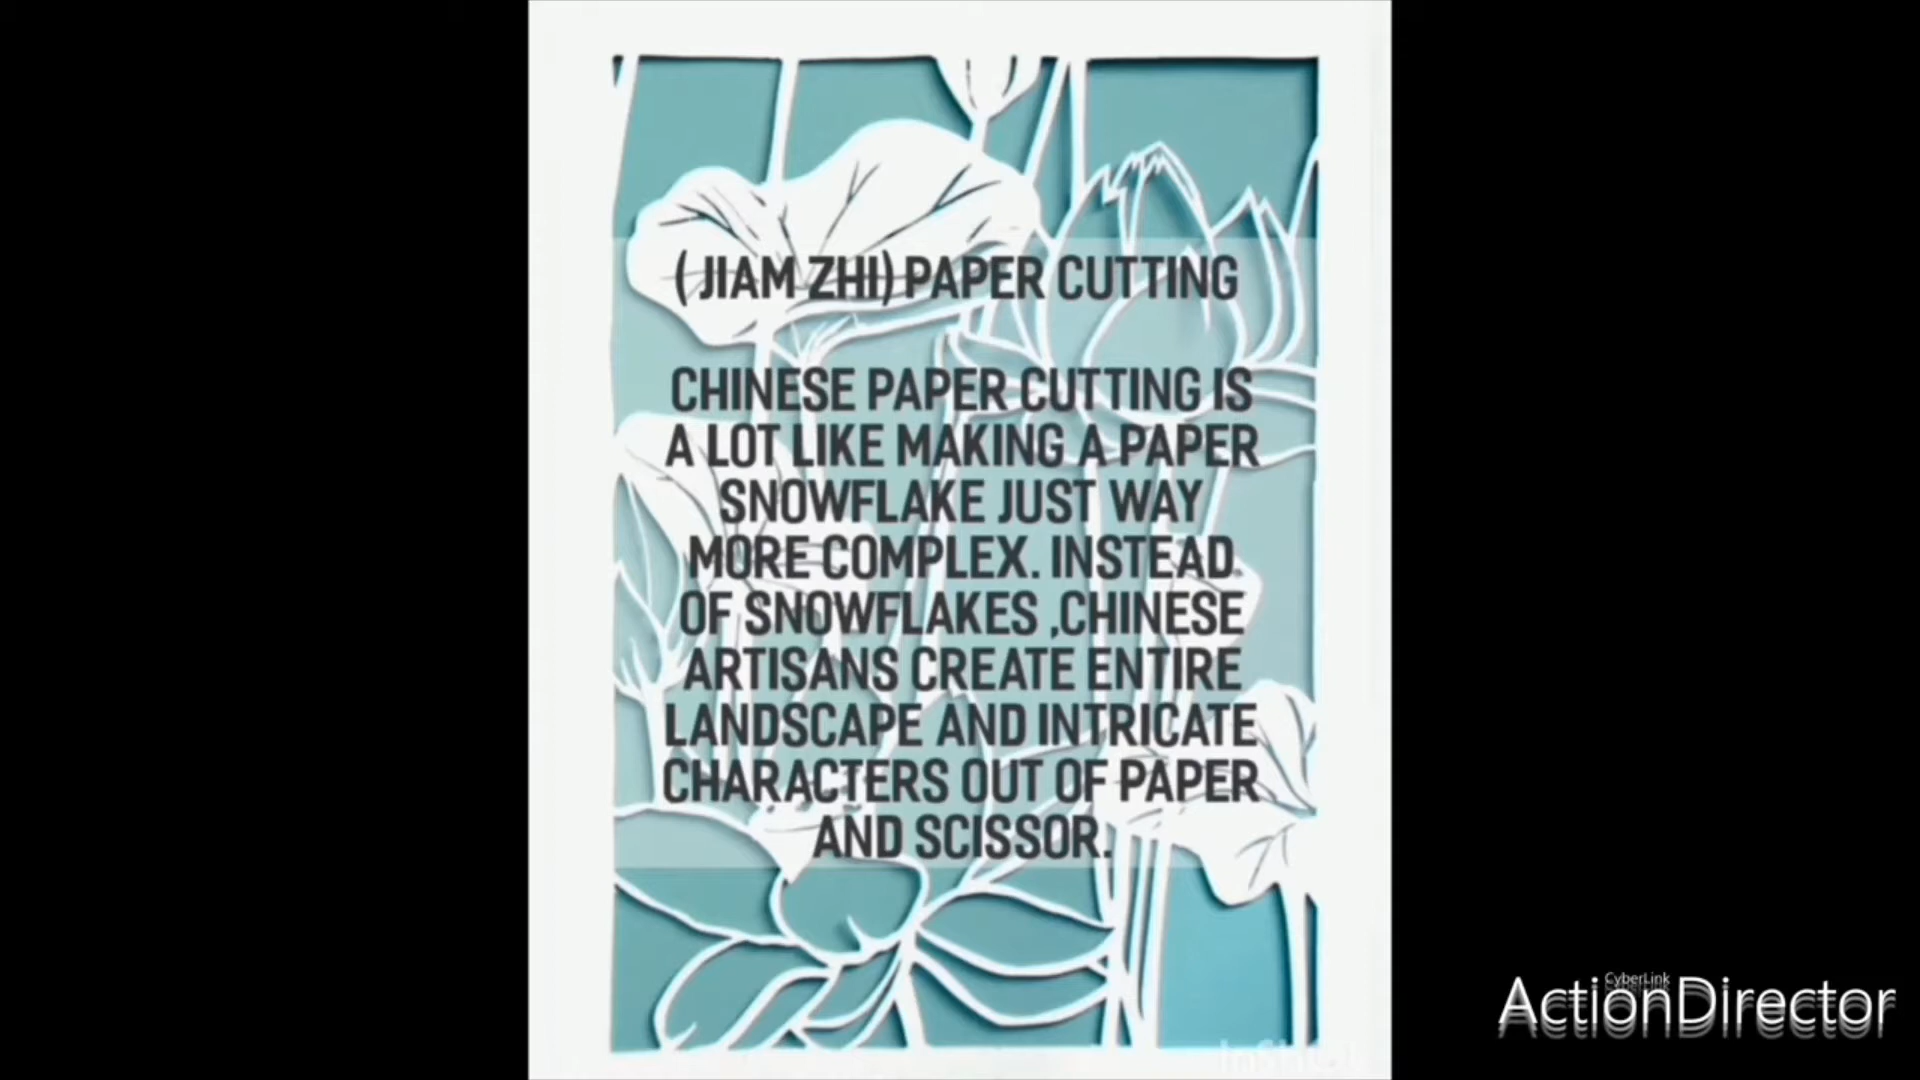 ( JIAM ZHI) PAPER CUTTING
CHINESE PAPER CUTTING IS
A LOT LIKE MAKING A PAPER
SNOWFLAKE JUST WAY
MORE COMPLEX. INSTEAD
OF SNOWFLAKES ,CHINESE
ARTISANS CREATE ENTIRE
LANDSCAPE AND INTRICATE
CHARACTERS OUT OF PAPER
AND SCISSOR.
CyberLink
ActionDirector